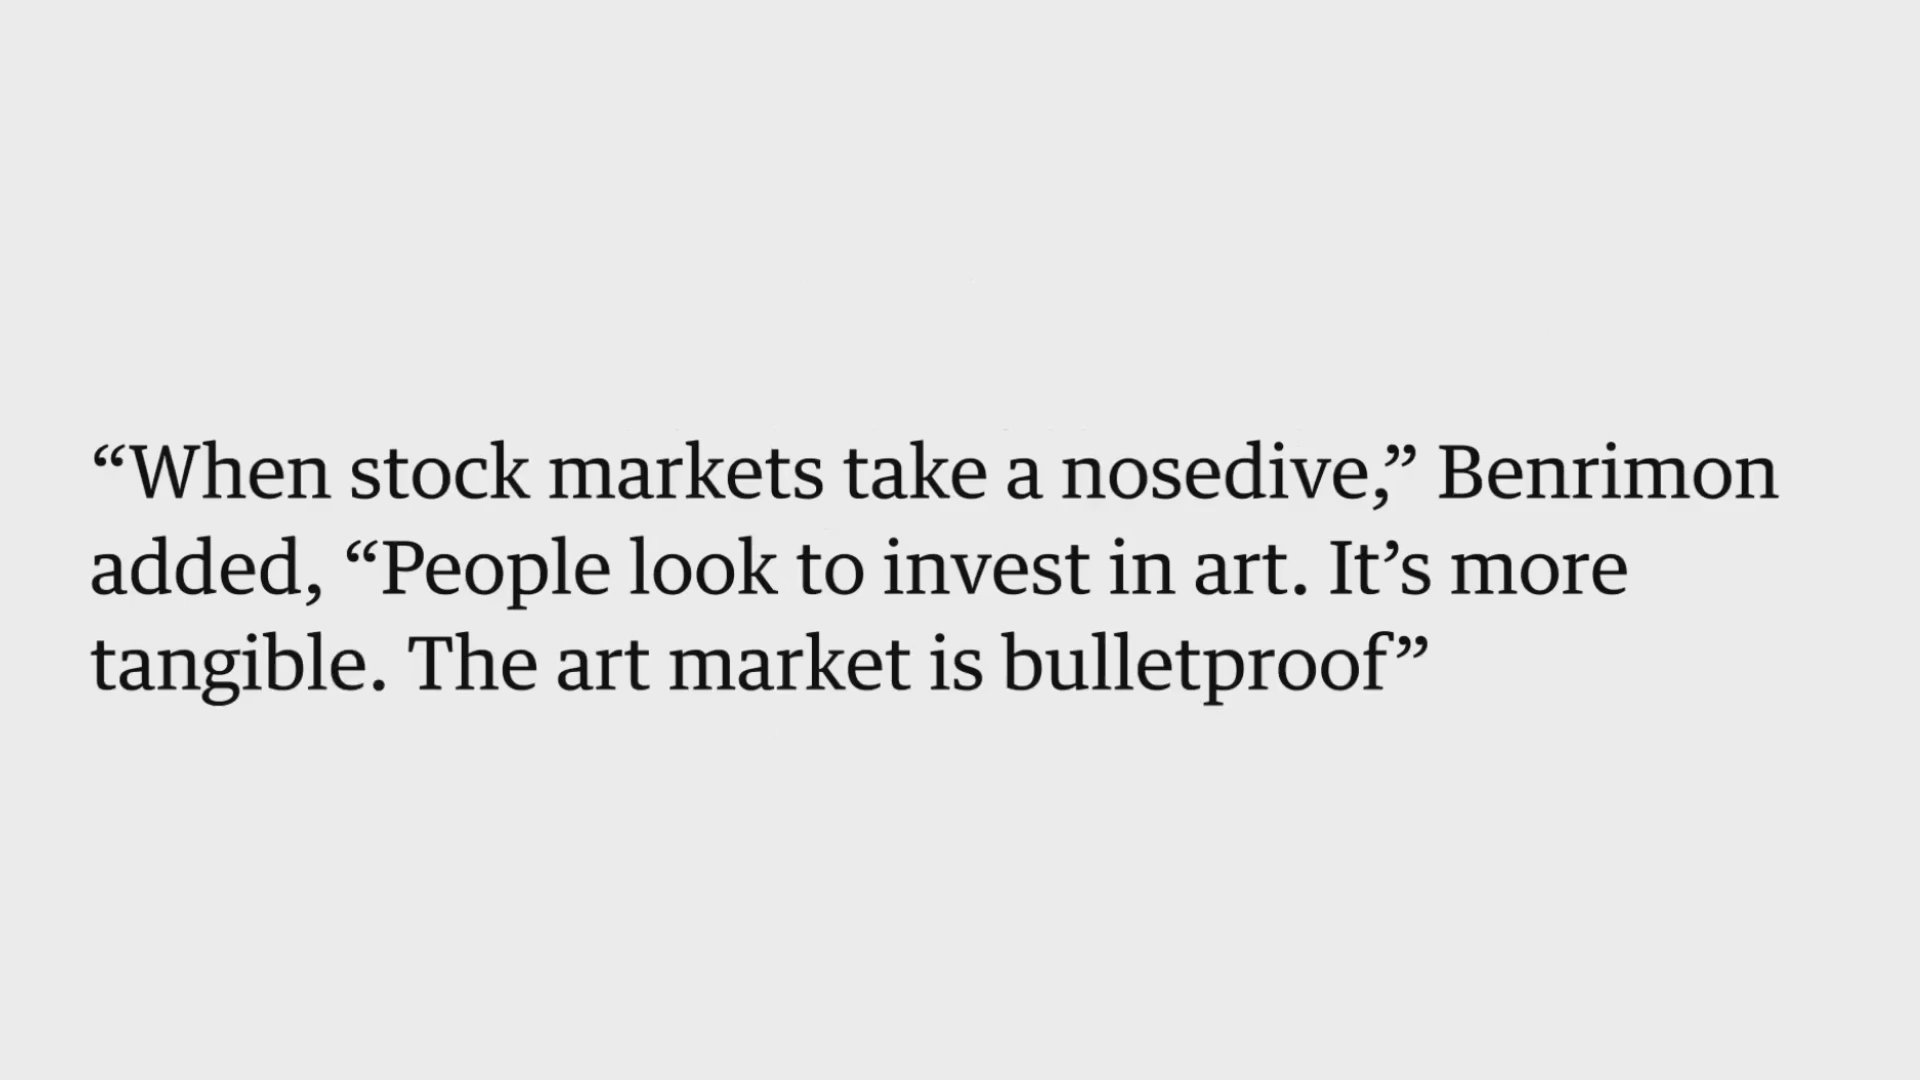 “When stock markets take a nosedive,” Benrimon
added, “People look to invest in art. It’s more
tangible. The art market is bulletproof”